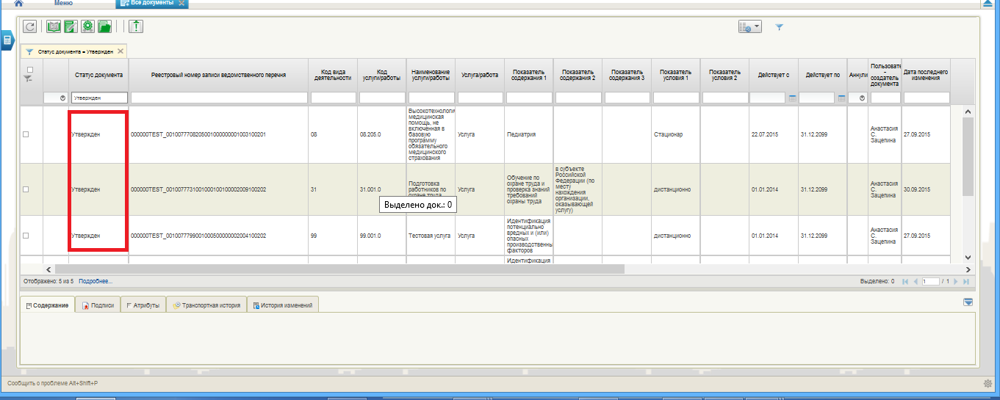 Меню
Все документы
Статус документа = Утвержден
Статус документа
Реестровый номер записи ведомственного перечня
Код вида
деятельности
Код
услуги/работы
Наименование
услуги/работы
Услуга/работа
Показатель
содержания 1
Показатель
содержания 2
Показатель
содержания 3
Показатель
условия 1
Показатель
условия 2
Действует с
Действует по
Аннули
Пользовате
- создатель
документа
Дата последнего
изменения
Утвержден
Утвержден
000000TEST_00100777082050010000000001003100201
08
08.205.0
Высокотехнологич
медицинская
помощь, не
включенная в
базовую
программу
обязательного
медицинского
страхования
Услуга
Педиатрия
Стационар
22.07.2015
31.12.2099
Анастасия
С.
Зацепина
27.09.2015
Утвержден
31
31.001.0
Подготовка
работников по
охране труда
Услуга
Обучение по
охране труда и
проверка знаний
требований
охраны труда
в субъекте
Российской
Федерации (по
месту
нахождения
организации,
оказывающей
услугу)
дистанционно
01.01.2014
31.12.2099
Анастасия
С.
Зацепина
30.09.2015
Выделено док.: 0
Утвержден
99
99.001.0
Тестовая услуга
Услуга
Идентификация
потенциально
вредных и (или)
опасных
производственны
факторов
дистанционно
01.01.2014
31.12.2099
Анастасия
С.
Зацепина
27.09.2015
Идентификация
Отображено: 5 из 5 Подробнее...
Выделено: 0
1 / 1
Содержание
Подписи
Атрибуты
Транспортная история
История изменений
Сообщить о проблеме Alt+Shift+P